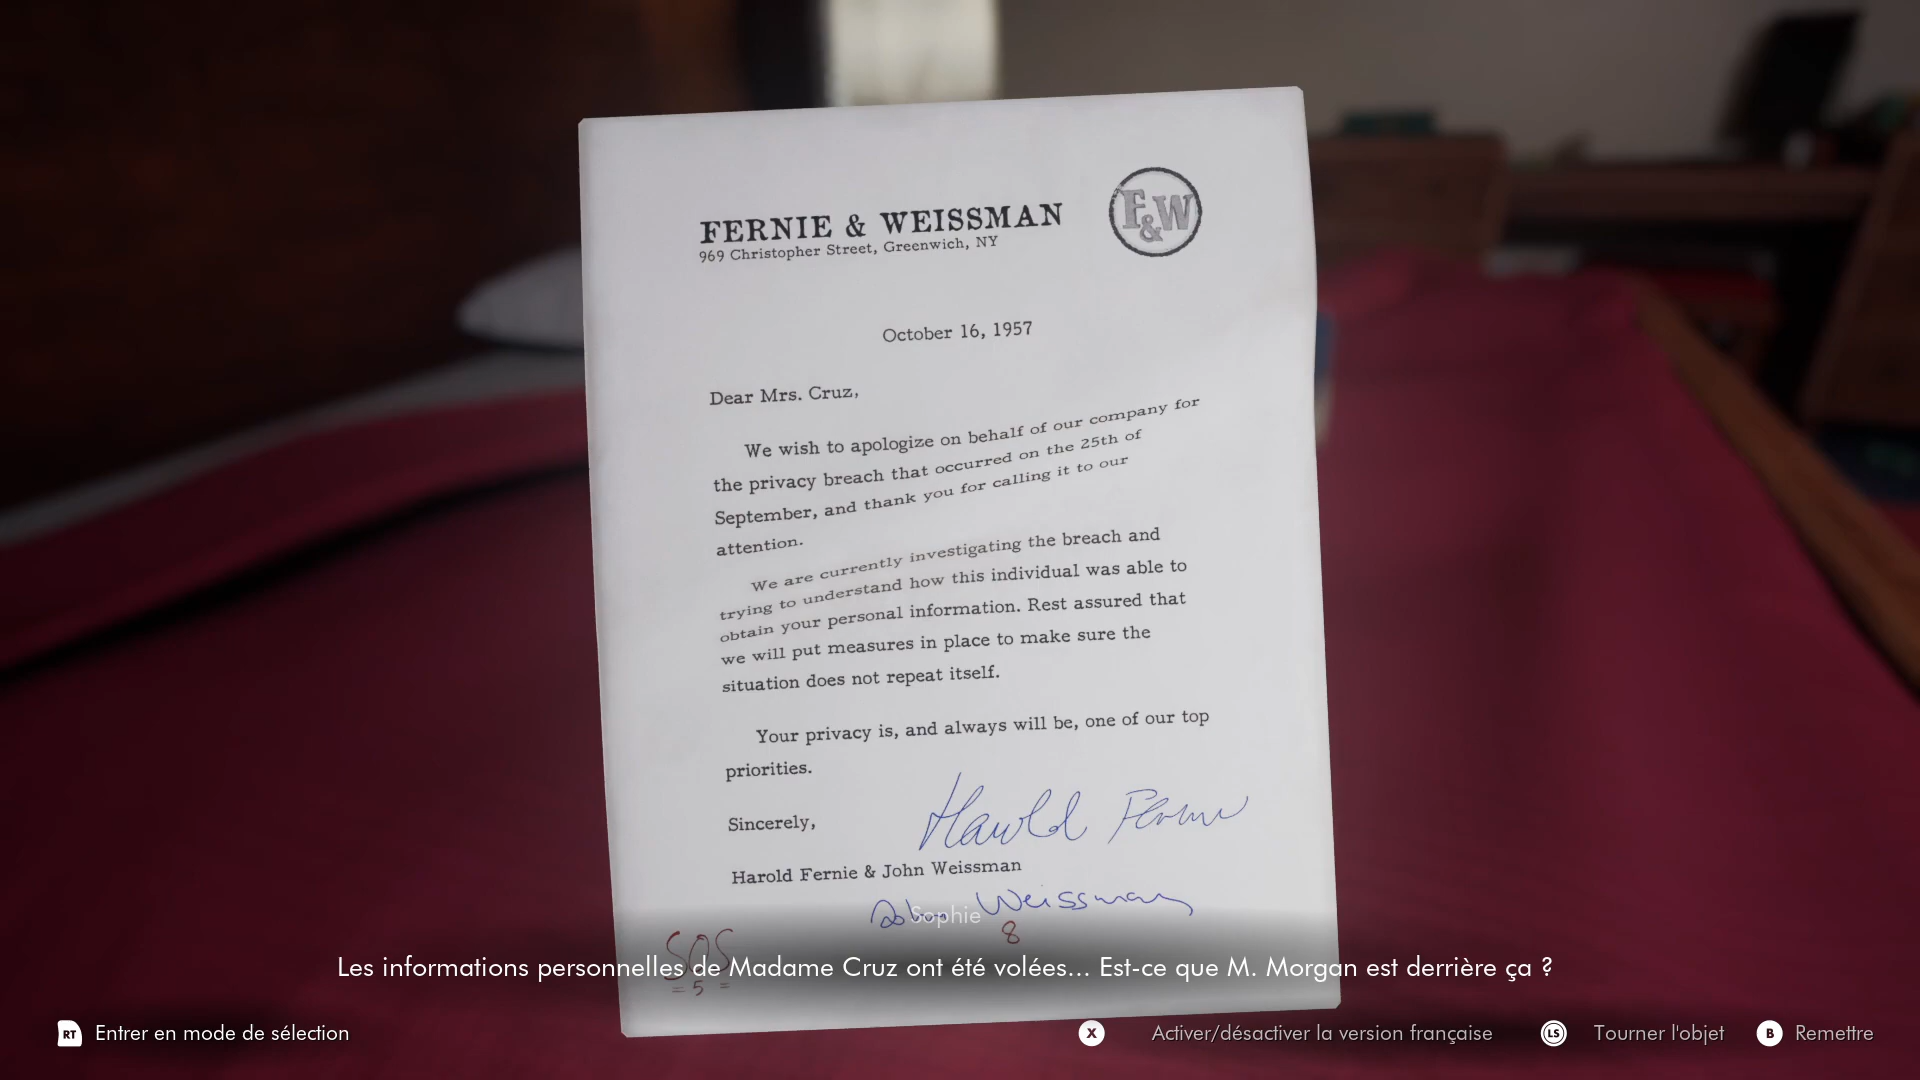 FERNIE & WEISSMAN
969 Christopher Street, Greenwich, NY
F&W
October 16, 1957
Dear Mrs. Cruz,
We wish to apologize on behalf of our company for
the privacy breach that occurred on the 25th of
September, and thank you for calling it to our
attention.
We are currently investigating the breach and
trying to understand how this individual was able to
obtain your personal information. Rest assured that
we will put measures in place to make sure the
situation does not repeat itself.
Your privacy is, and always will be, one of our top
priorities.
Sincerely,
Harold Fernie
Harold Fernie & John Weissman
John Weissman
Sophie
8
SOS
= 5 =
Les informations personnelles de Madame Cruz ont été volées... Est-ce que M. Morgan est derrière ça ?
RT Entrer en mode de sélection
X Activer/désactiver la version française
LS Tourner l'objet
B Remettre